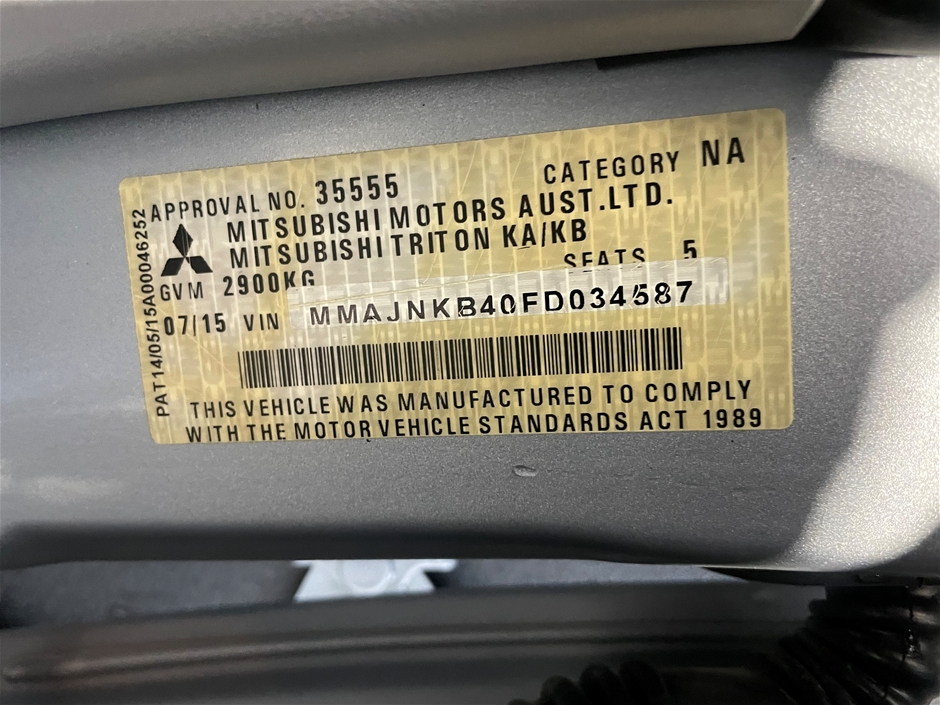 APPROVAL NO. 35555 CATEGORY NA
MITSUBISHI MOTORS AUST.LTD.
MITSUBISHI TRITON KA/KB
GVM 2900KG SEATS 5
07/15 VIN MMAJNKB40FD034587
THIS VEHICLE WAS MANUFACTURED TO COMPLY
WITH THE MOTOR VEHICLE STANDARDS ACT 1989
PAT14/05/15A00046252